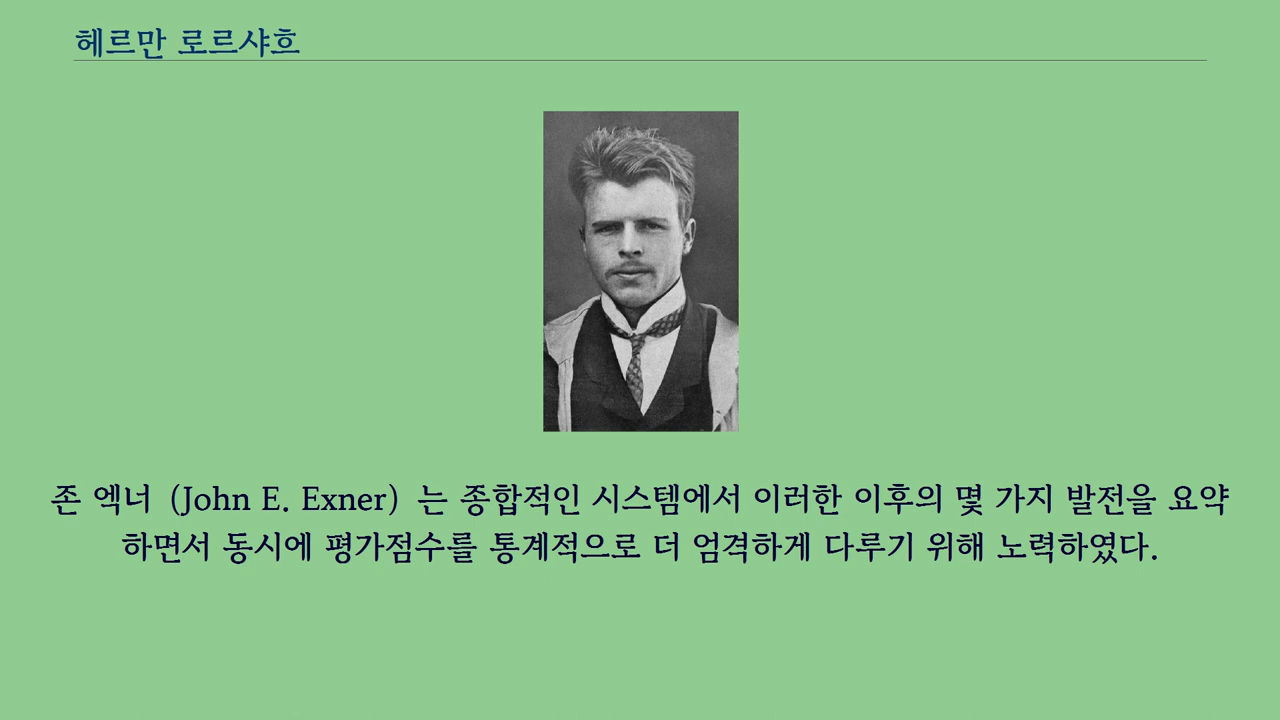 헤르만 로르샤흐
존 엑너（John E. Exner）는 종합적인 시스템에서 이러한 이후의 몇 가지 발전을 요약
하면서 동시에 평가점수를 통계적으로 더 엄격하게 다루기 위해 노력하였다.